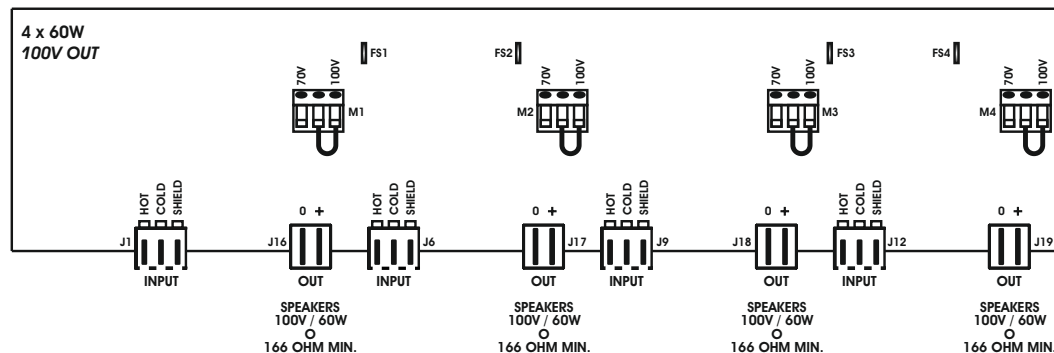 4 x 60W
100V OUT
FS1
FS2
FS3
FS4
70V
100V
M1
70V
100V
M2
70V
100V
M3
70V
100V
M4
HOT
COLD
SHIELD
J1
INPUT
0 +
J16
OUT
HOT
COLD
SHIELD
J6
INPUT
0 +
J17
OUT
HOT
COLD
SHIELD
J9
INPUT
0 +
J18
OUT
HOT
COLD
SHIELD
J12
INPUT
0 +
J19
OUT
SPEAKERS
100V / 60W
O
166 OHM MIN.
SPEAKERS
100V / 60W
O
166 OHM MIN.
SPEAKERS
100V / 60W
O
166 OHM MIN.
SPEAKERS
100V / 60W
O
166 OHM MIN.